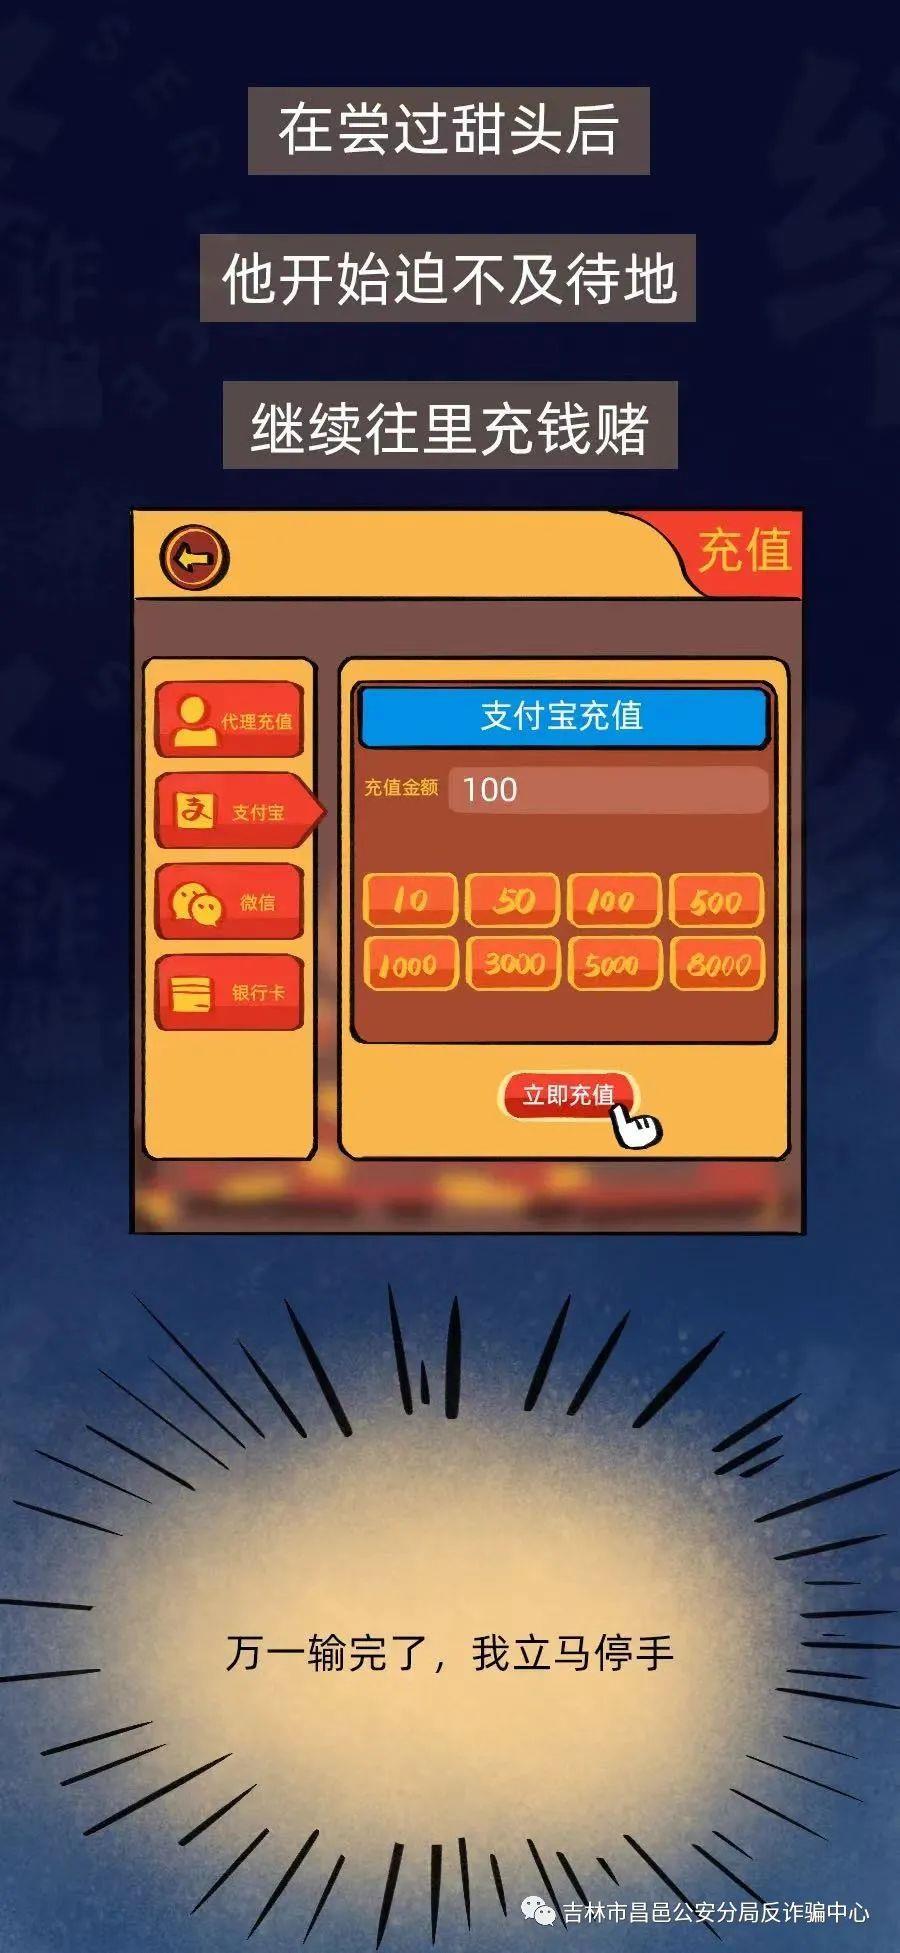 在尝过甜头后
他开始迫不及待地
继续往里充钱赌
充值
代理充值
支付宝
微信
银行卡
支付宝充值
充值金额 100
10 50 100 500
1000 3000 5000 8000
立即充值
万一输完了，我立马停手
吉林市昌邑公安分局反诈骗中心